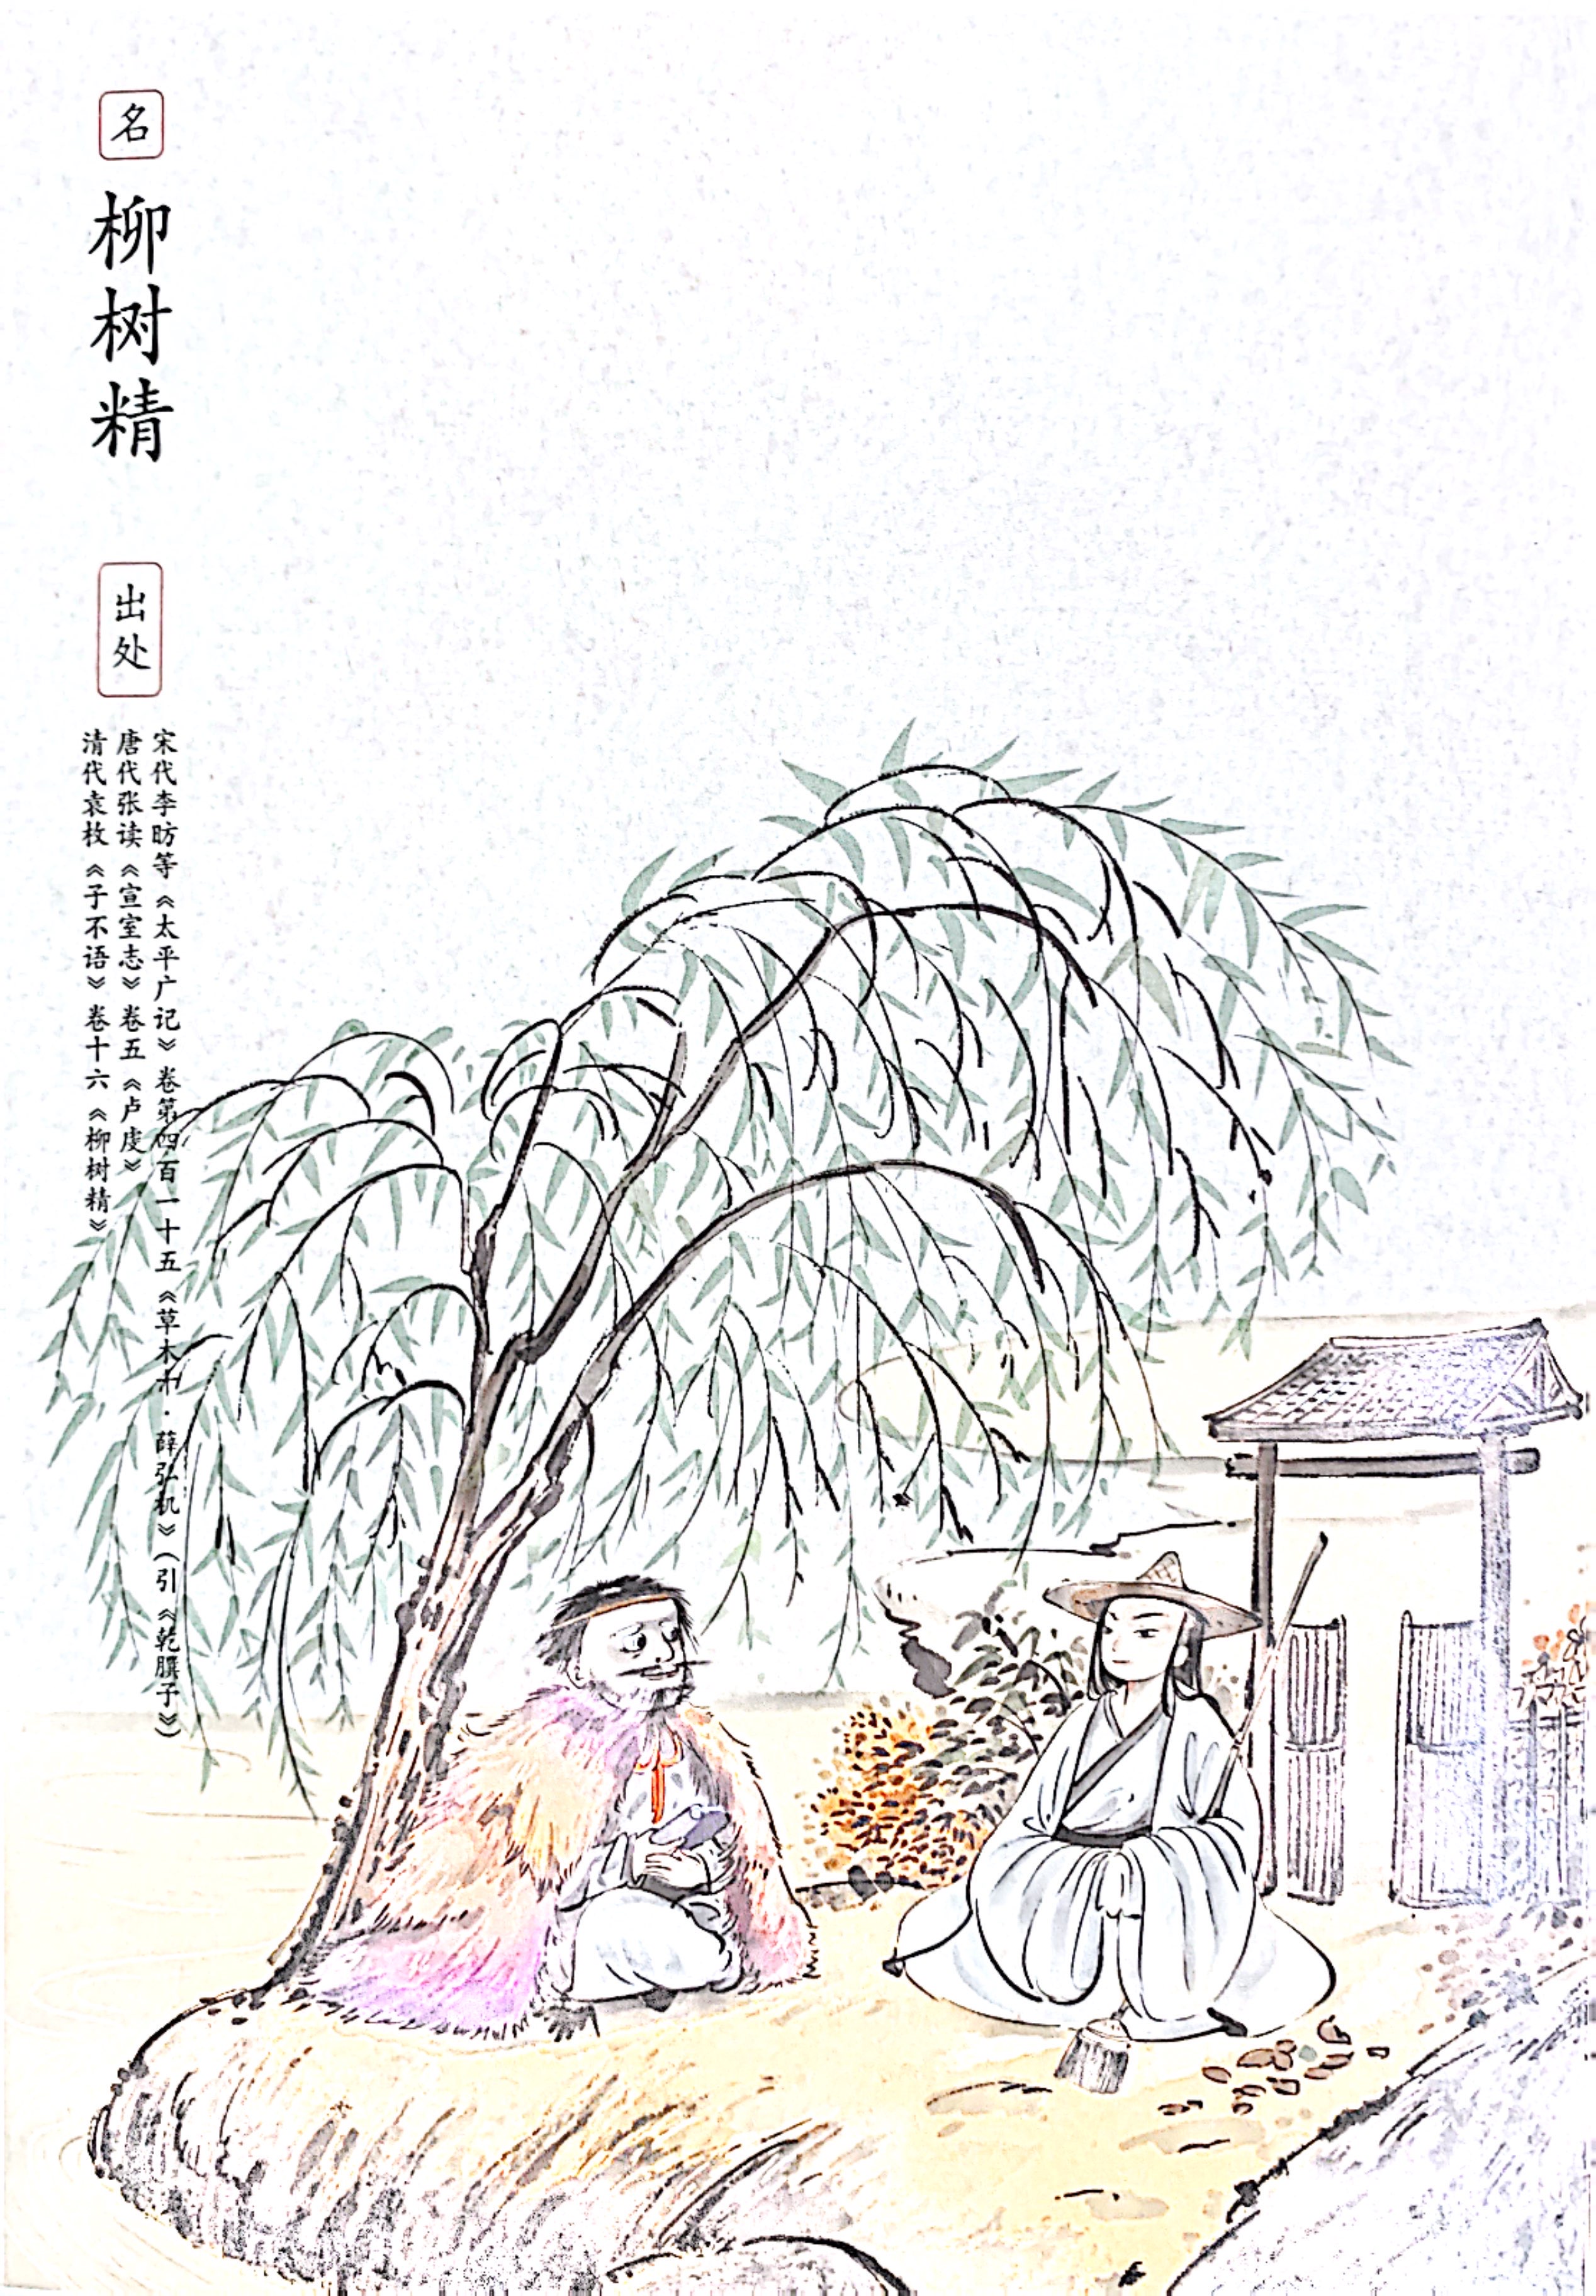 名
柳树精
出处
宋代李昉等《太平广记》卷第四百一十五《草木十·薛弘机》（引《乾𦠆子》）
唐代张读《宣室志》卷五《卢虔》
清代袁枚《子不语》卷十六《柳树精》